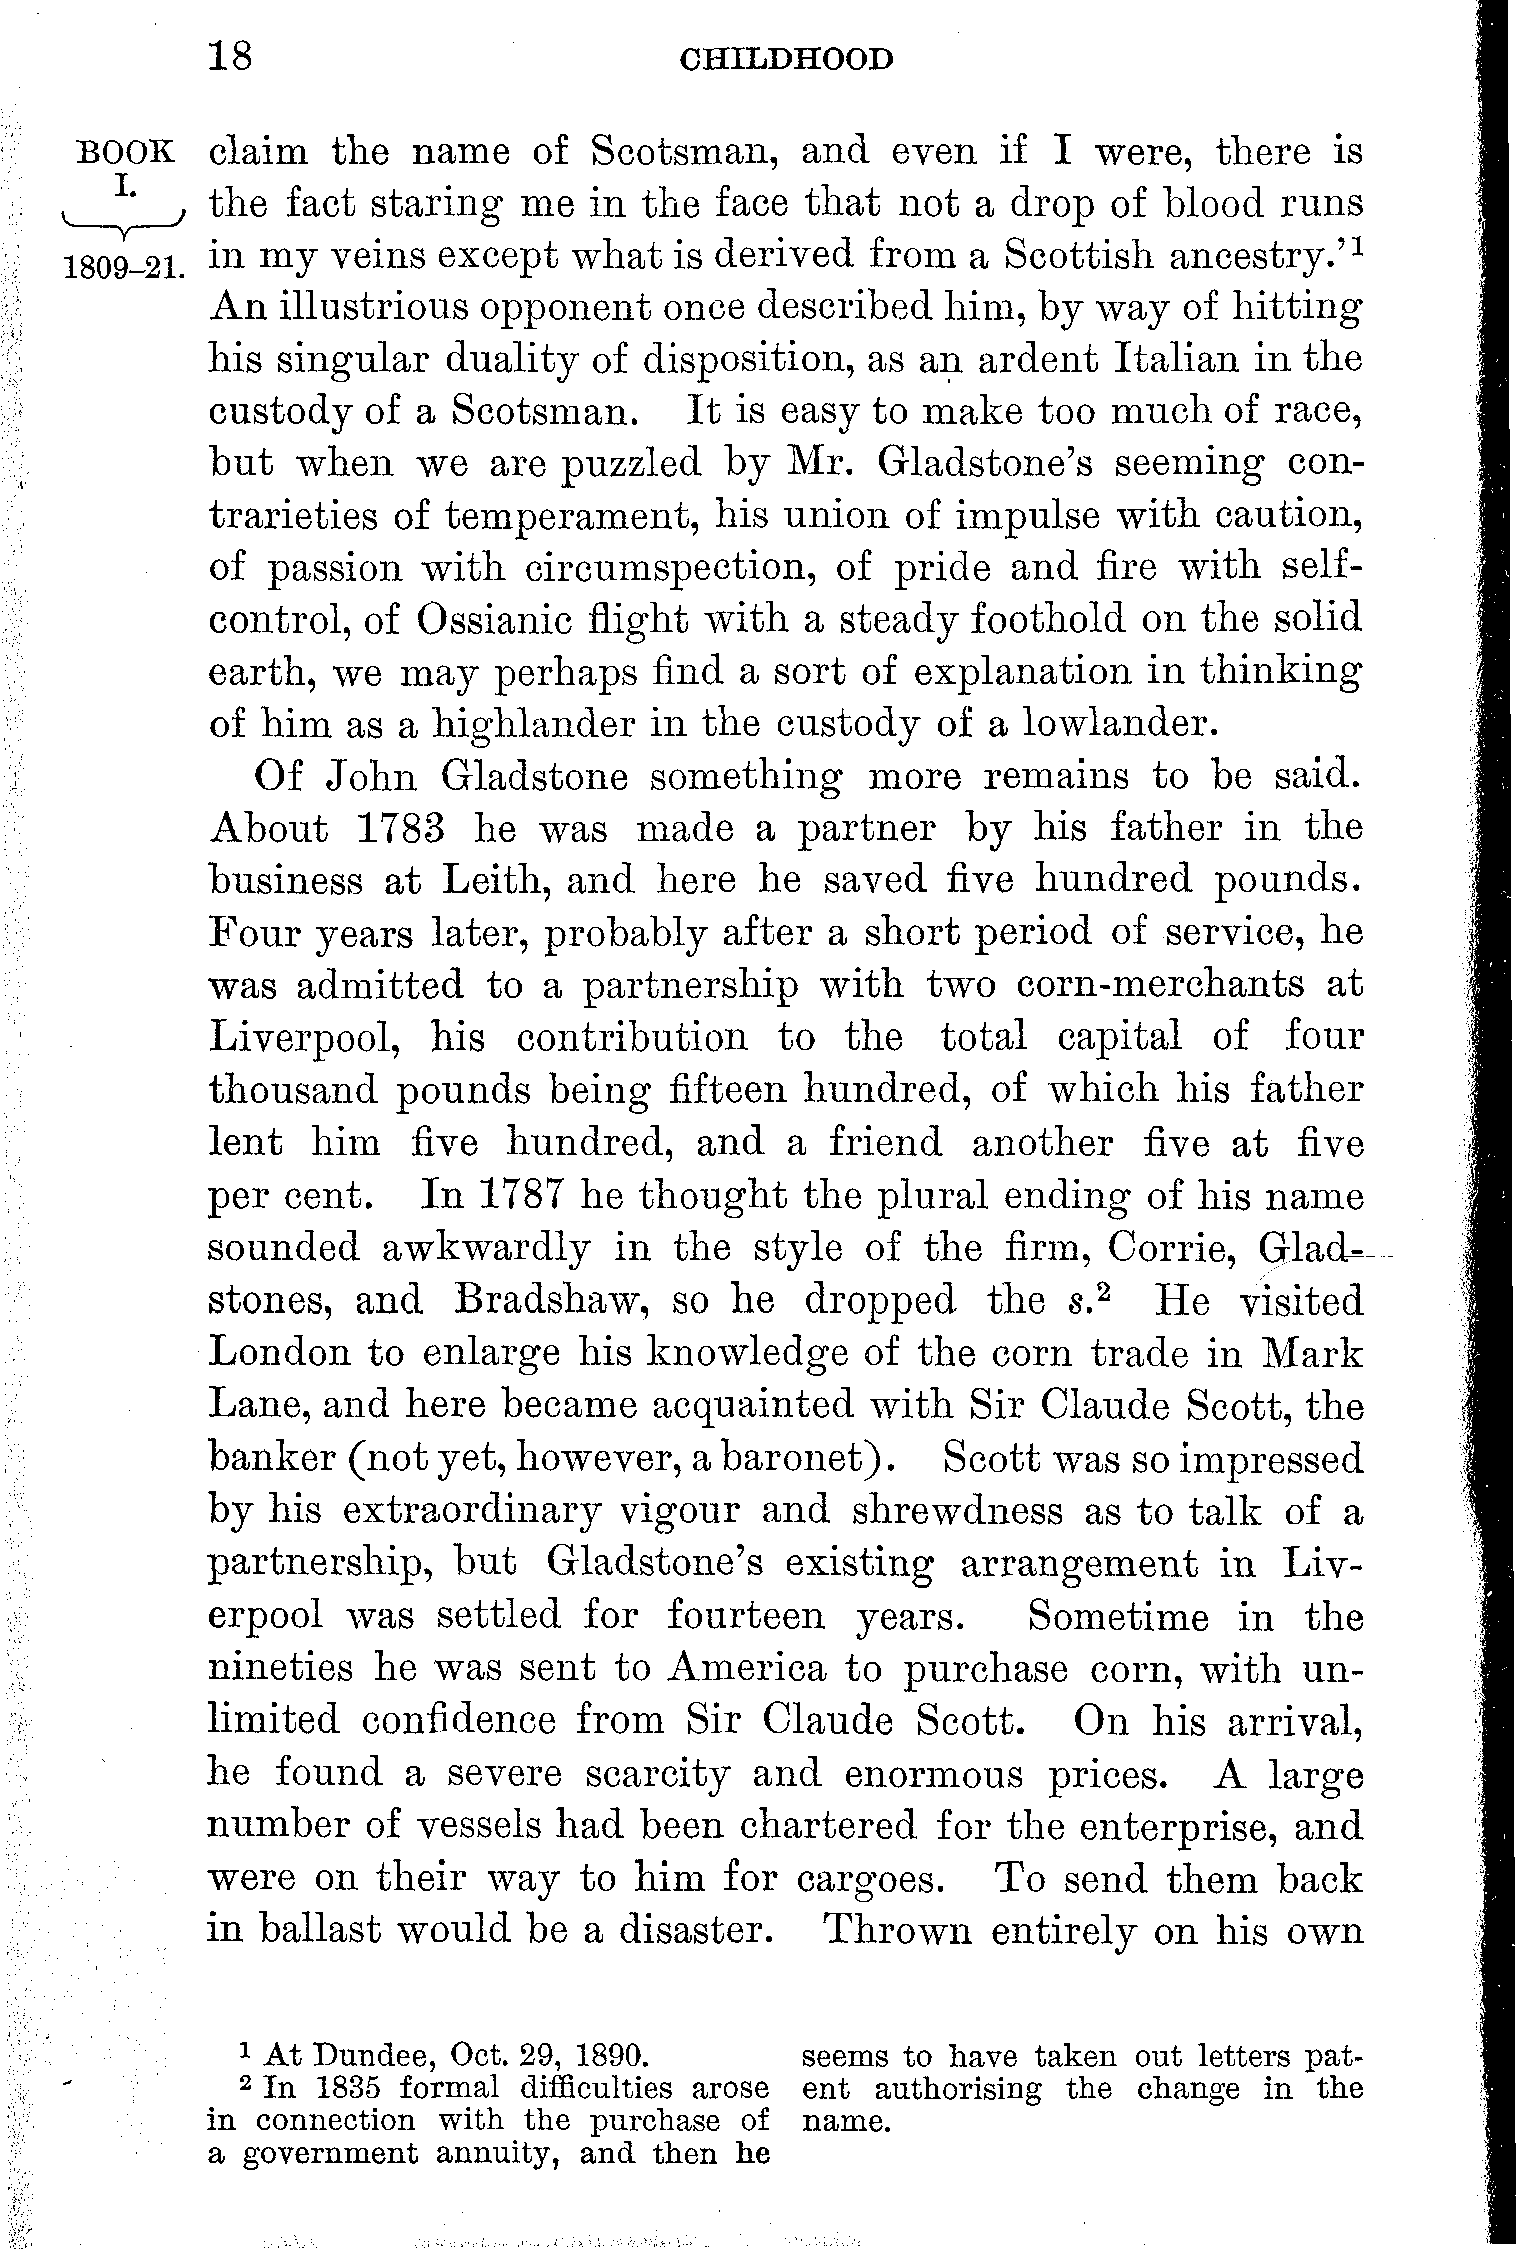 18 CHILDHOOD
BOOK
I.
1809–21.
claim the name of Scotsman, and even if I were, there is
the fact staring me in the face that not a drop of blood runs
in my veins except what is derived from a Scottish ancestry.’1
An illustrious opponent once described him, by way of hitting
his singular duality of disposition, as an ardent Italian in the
custody of a Scotsman. It is easy to make too much of race,
but when we are puzzled by Mr. Gladstone’s seeming con-
trarieties of temperament, his union of impulse with caution,
of passion with circumspection, of pride and fire with self-
control, of Ossianic flight with a steady foothold on the solid
earth, we may perhaps find a sort of explanation in thinking
of him as a highlander in the custody of a lowlander.
Of John Gladstone something more remains to be said.
About 1783 he was made a partner by his father in the
business at Leith, and here he saved five hundred pounds.
Four years later, probably after a short period of service, he
was admitted to a partnership with two corn-merchants at
Liverpool, his contribution to the total capital of four
thousand pounds being fifteen hundred, of which his father
lent him five hundred, and a friend another five at five
per cent. In 1787 he thought the plural ending of his name
sounded awkwardly in the style of the firm, Corrie, Glad-
stones, and Bradshaw, so he dropped the s.2 He visited
London to enlarge his knowledge of the corn trade in Mark
Lane, and here became acquainted with Sir Claude Scott, the
banker (not yet, however, a baronet). Scott was so impressed
by his extraordinary vigour and shrewdness as to talk of a
partnership, but Gladstone’s existing arrangement in Liv-
erpool was settled for fourteen years. Sometime in the
nineties he was sent to America to purchase corn, with un-
limited confidence from Sir Claude Scott. On his arrival,
he found a severe scarcity and enormous prices. A large
number of vessels had been chartered for the enterprise, and
were on their way to him for cargoes. To send them back
in ballast would be a disaster. Thrown entirely on his own
1 At Dundee, Oct. 29, 1890.
2 In 1835 formal difficulties arose
in connection with the purchase of
a government annuity, and then he
seems to have taken out letters pat-
ent authorising the change in the
name.